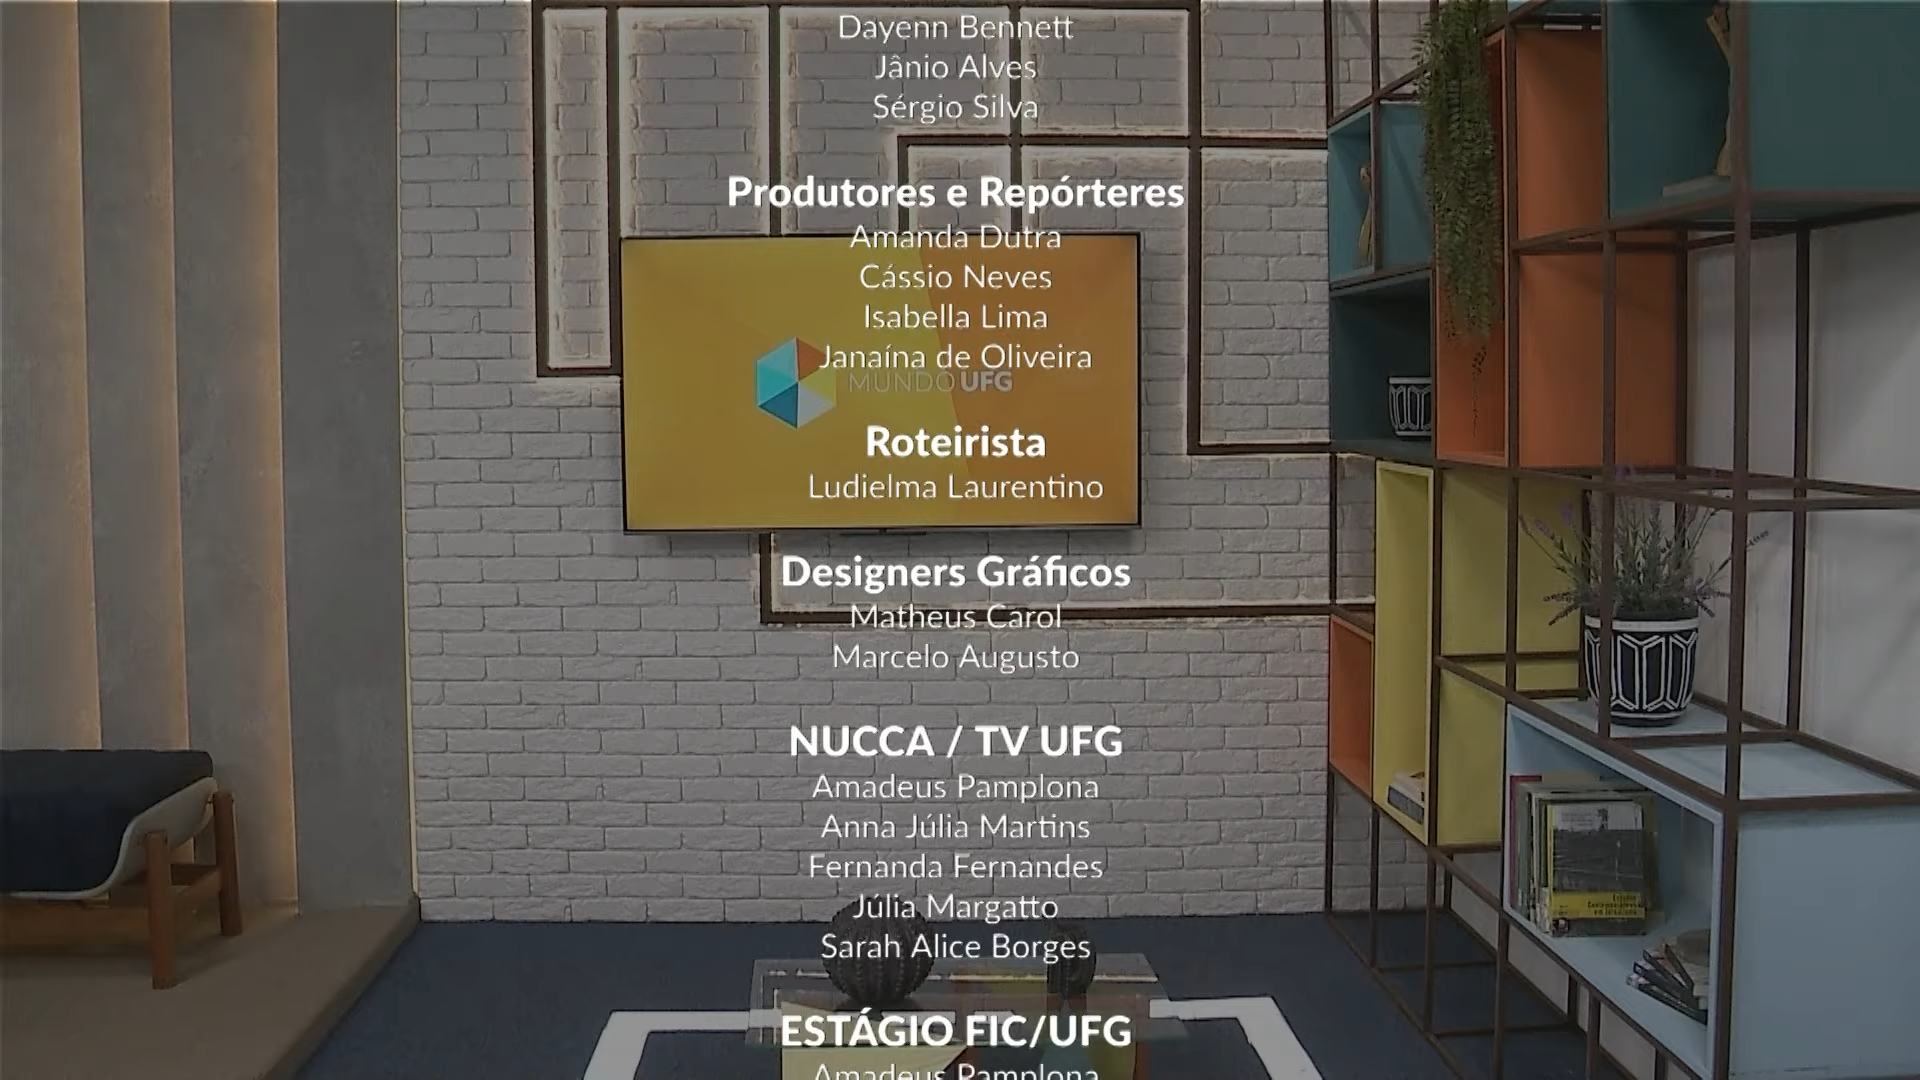 Dayenn Bennett
Jânio Alves
Sérgio Silva
Produtores e Repórteres
Amanda Dutra
Cássio Neves
Isabella Lima
Janaína de Oliveira
MUNDO UFG
Roteirista
Ludielma Laurentino
Designers Gráficos
Matheus Carol
Marcelo Augusto
NUCCA / TV UFG
Amadeus Pamplona
Anna Júlia Martins
Fernanda Fernandes
Júlia Margatto
Sarah Alice Borges
ESTÁGIO FIC/UFG
Amadeus Pamplona